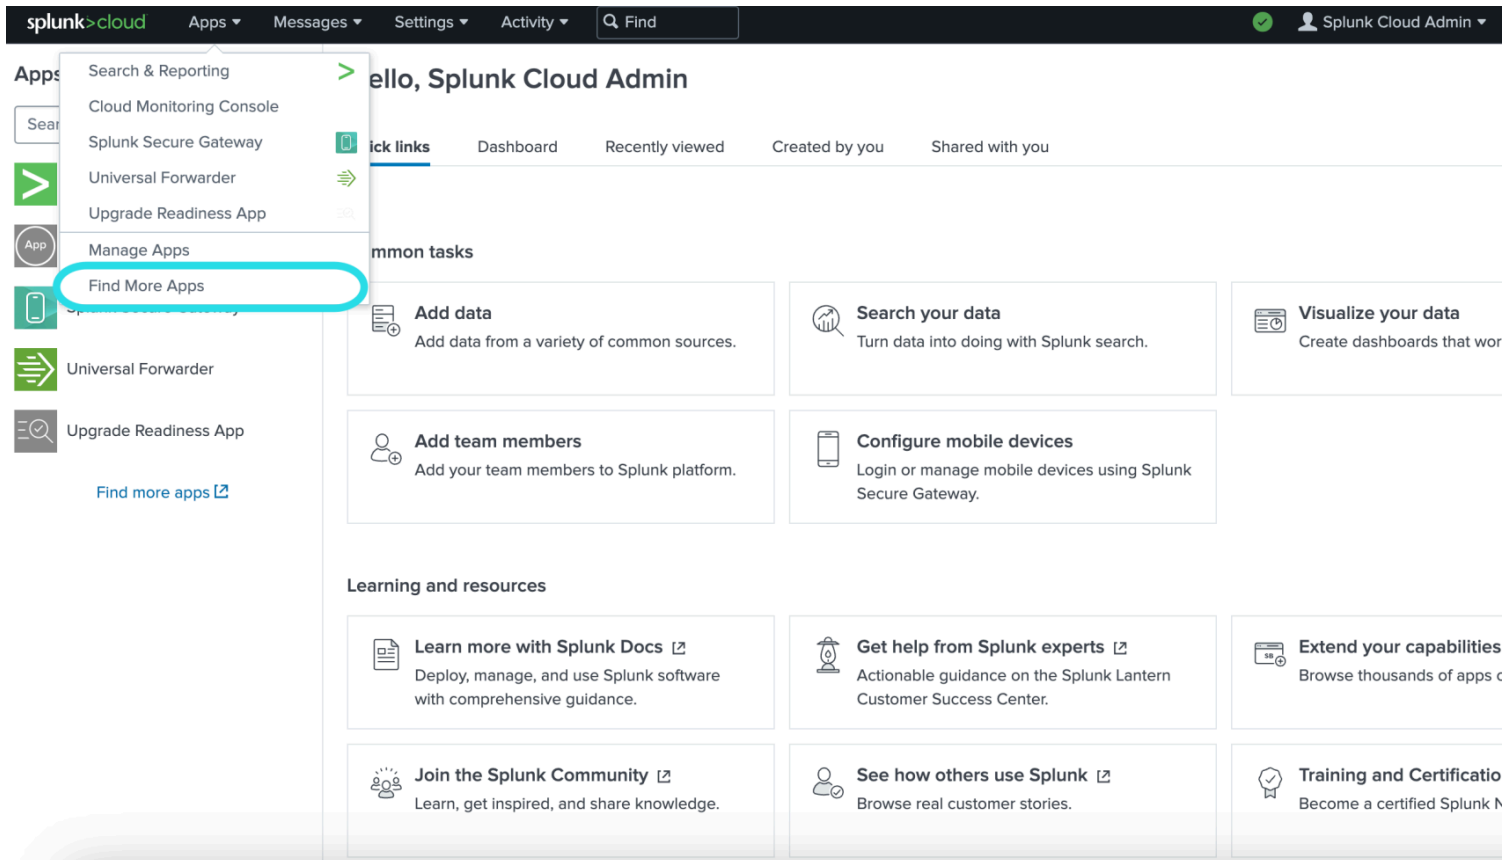 splunk>cloud Apps Messages Settings Activity Find Splunk Cloud Admin
Apps
Search & Reporting
Cloud Monitoring Console
Splunk Secure Gateway
Universal Forwarder
Upgrade Readiness App
Manage Apps
Find More Apps
App
Universal Forwarder
Upgrade Readiness App
Find more apps
ello, Splunk Cloud Admin
ick links Dashboard Recently viewed Created by you Shared with you
mmon tasks
Add data
Add data from a variety of common sources.
Search your data
Turn data into doing with Splunk search.
Visualize your data
Create dashboards that wor
Add team members
Add your team members to Splunk platform.
Configure mobile devices
Login or manage mobile devices using Splunk
Secure Gateway.
Learning and resources
Learn more with Splunk Docs
Deploy, manage, and use Splunk software
with comprehensive guidance.
Get help from Splunk experts
Actionable guidance on the Splunk Lantern
Customer Success Center.
SB
Extend your capabilities
Browse thousands of apps
Join the Splunk Community
Learn, get inspired, and share knowledge.
See how others use Splunk
Browse real customer stories.
Training and Certificatio
Become a certified Splunk N